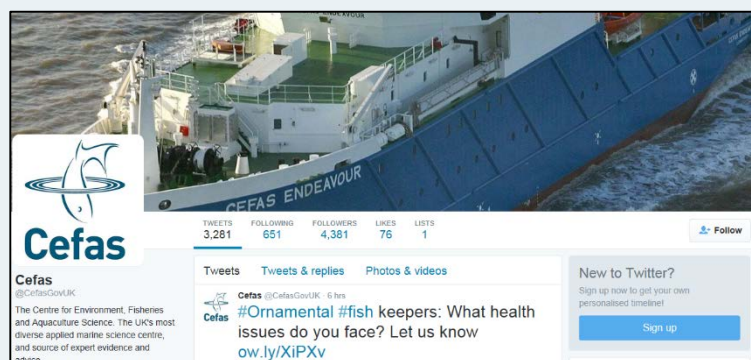 CEFAS ENDEAVOUR
Cefas
TWEETS FOLLOWING FOLLOWERS LIKES LISTS
3,281 651 4,381 76 1
Follow
Cefas
@CefasGovUK
The Centre for Environment, Fisheries
and Aquaculture Science. The UK's most
diverse applied marine science centre,
and source of expert evidence and
Tweets Tweets & replies Photos & videos
Cefas @CefasGovUK · 6 hrs
Cefas
#Ornamental #fish keepers: What health
issues do you face? Let us know
ow.ly/XiPXv
New to Twitter?
Sign up now to get your own
personalised timeline!
Sign up